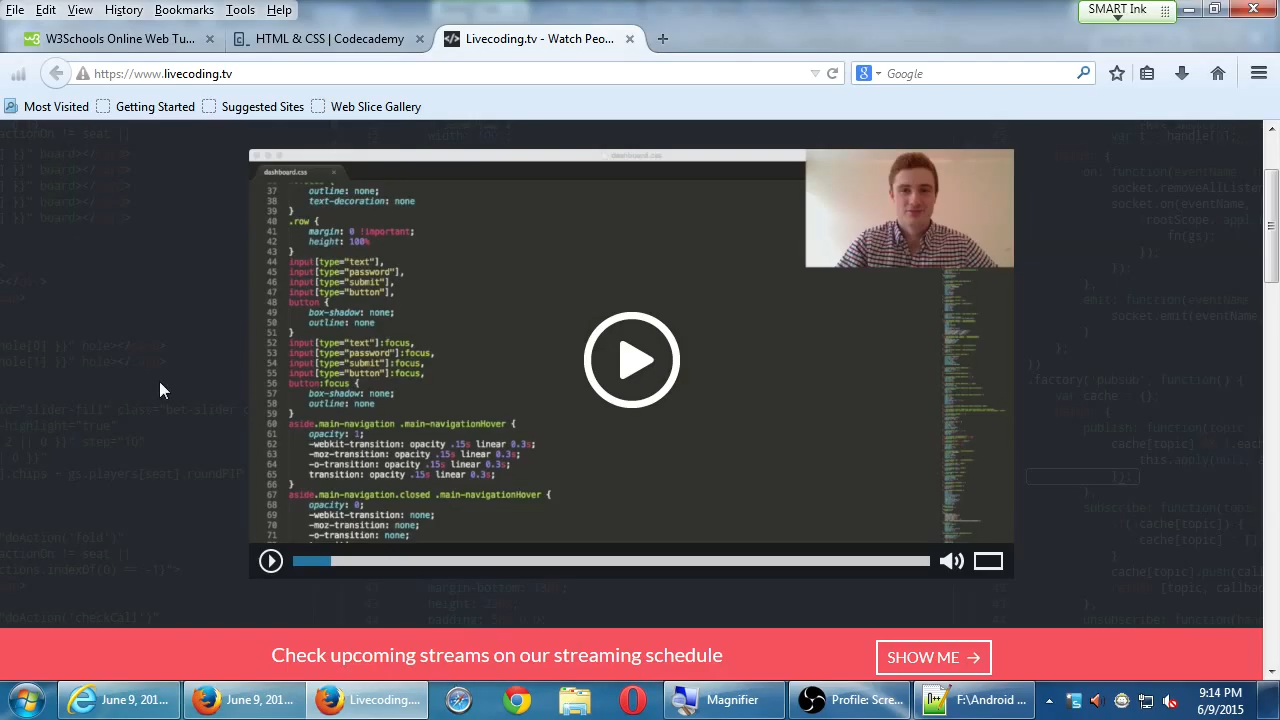 File Edit View History Bookmarks Tools Help
SMART Ink
W3Schools Online Web Tu...
HTML & CSS | Codecademy
Livecoding.tv - Watch Peo...
https://www.livecoding.tv
Google
Most Visited Getting Started Suggested Sites Web Slice Gallery
dashboard.css
dashboard.css
37 outline: none;
38 text-decoration: none
39 }
40 .row {
41 margin: 0 !important;
42 height: 100%
43 }
44 input[type="text"],
45 input[type="password"],
46 input[type="submit"],
47 input[type="button"],
48 button {
49 box-shadow: none;
50 outline: none
51 }
52 input[type="text"]:focus,
53 input[type="password"]:focus,
54 input[type="submit"]:focus,
55 input[type="button"]:focus,
56 button:focus {
57 box-shadow: none;
58 outline: none
59 }
60 aside.main-navigation .main-navigationHover {
61 opacity: 1;
62 -webkit-transition: opacity .15s linear 0.3s;
63 -moz-transition: opacity .15s linear 0.3s;
64 -o-transition: opacity .15s linear 0.3s;
65 transition: opacity .15s linear 0.3s;
66 }
67 aside.main-navigation.closed .main-navigationHover {
68 opacity: 0;
69 -webkit-transition: none;
70 -moz-transition: none;
71 -o-transition: none;
Check upcoming streams on our streaming schedule
SHOW ME →
June 9, 201...
June 9, 201...
Livecoding....
Magnifier
Profile: Scre...
F:\Android ...
9:14 PM
6/9/2015